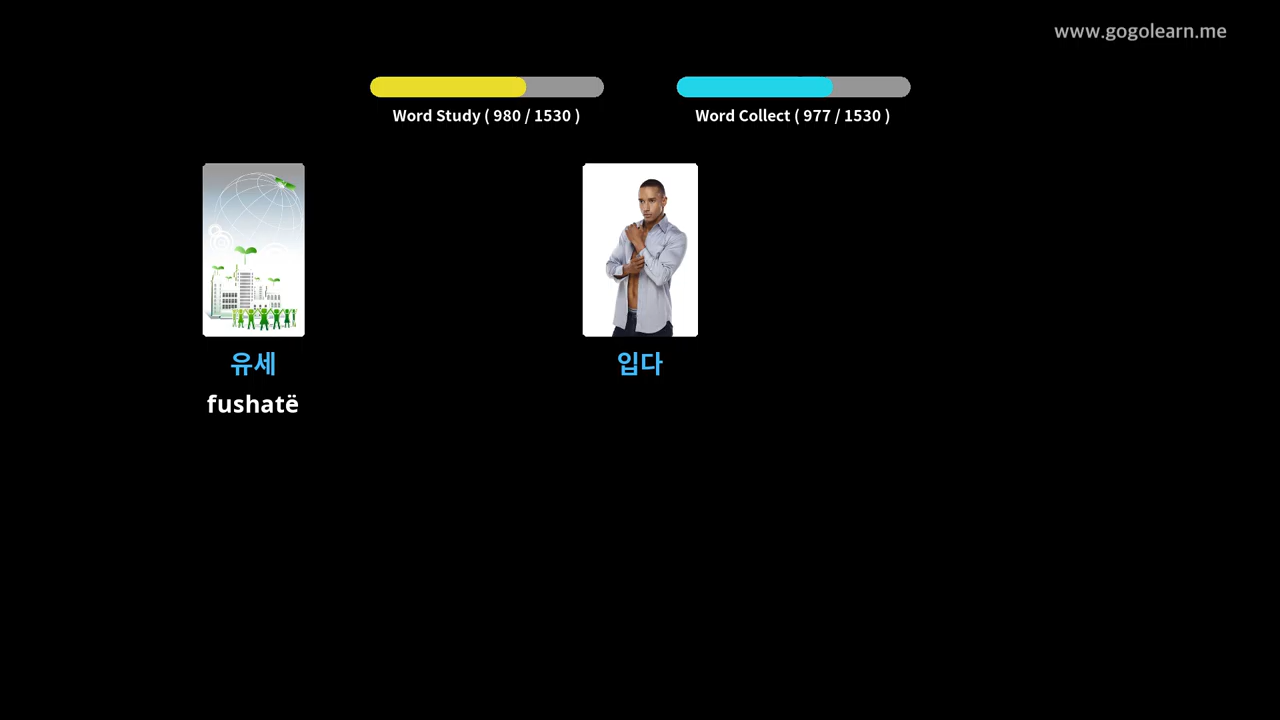 www.gogolearn.me
Word Study ( 980 / 1530 )
Word Collect ( 977 / 1530 )
유세
입다
fushatë